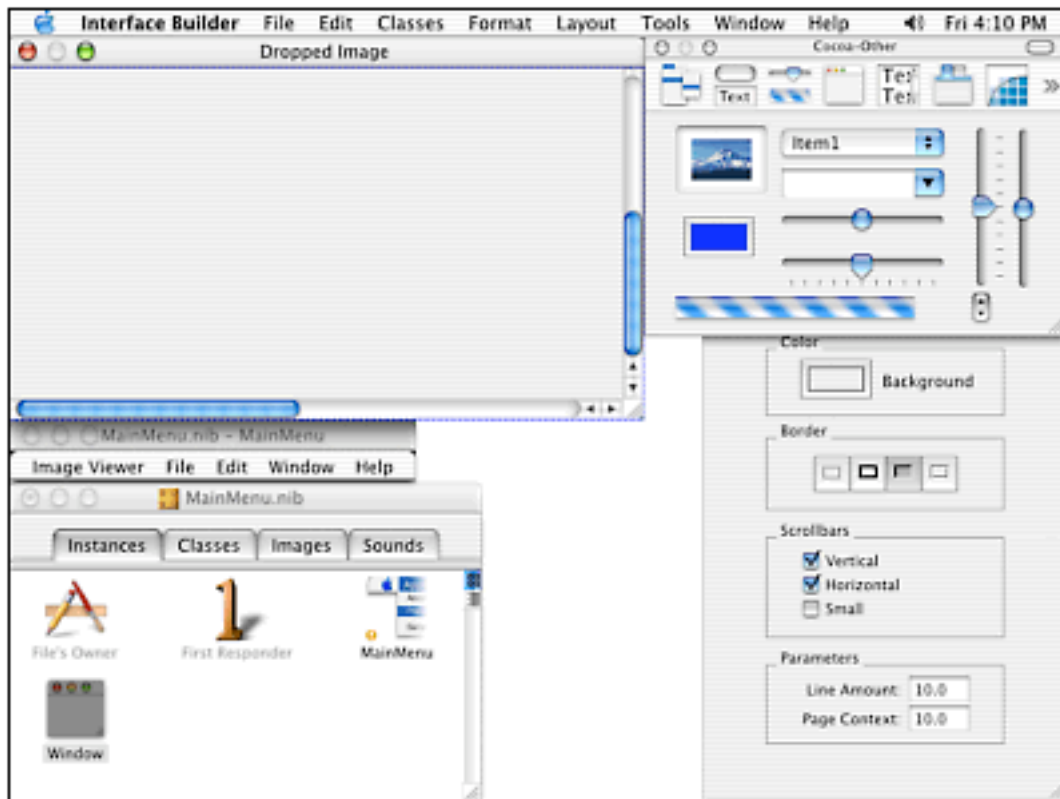 Interface Builder File Edit Classes Format Layout Tools Window Help Fri 4:10 PM
Dropped Image
Cocoa-Other
Text
Item1
Color
Background
Border
Scrollbars
Vertical
Horizontal
Small
Parameters
Line Amount: 10.0
Page Context: 10.0
MainMenu.nib - MainMenu
Image Viewer File Edit Window Help
MainMenu.nib
Instances Classes Images Sounds
File's Owner First Responder MainMenu
Window